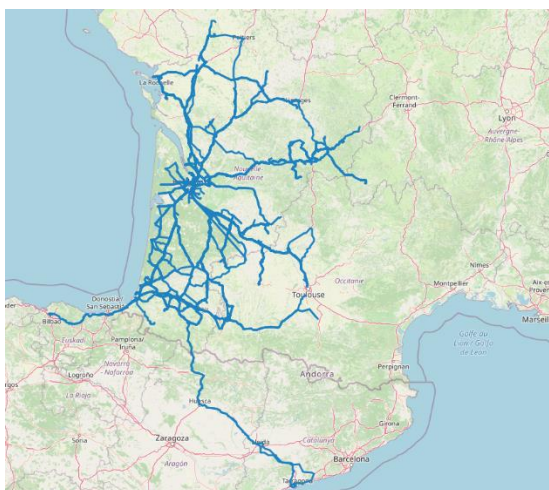 Poitiers
La Rochelle
Limoges
Clermont-
Ferrand
Lyon
Auvergne-
Rhône-Alpes
Nouvelle
Aquitaine
Nîmes
Montpellier
Toulouse
Occitanie
Marseil
Donostia/
San Sebastián
Bilbao
Euskadi
Pamplona/
Iruña
Navarra
Nafarroa
Golfe du
Lion
Perpignan
Andorra
Logroño
La Rioja
Huesca
Girona
Soria
Zaragoza
Lleida
Catalunya
Barcelona
Aragón
Tarragona